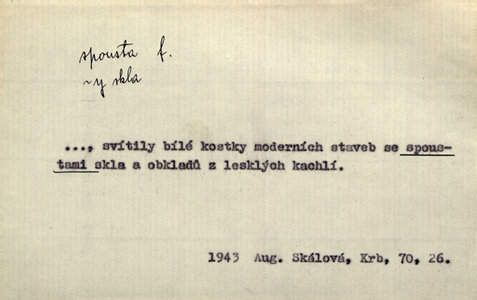 spousta f.
~y skla
..., svítily bílé kostky moderních staveb se spous-
tami skla a obkladů z lesklých kachlí.
1943 Aug. Skálová, Krb, 70, 26.